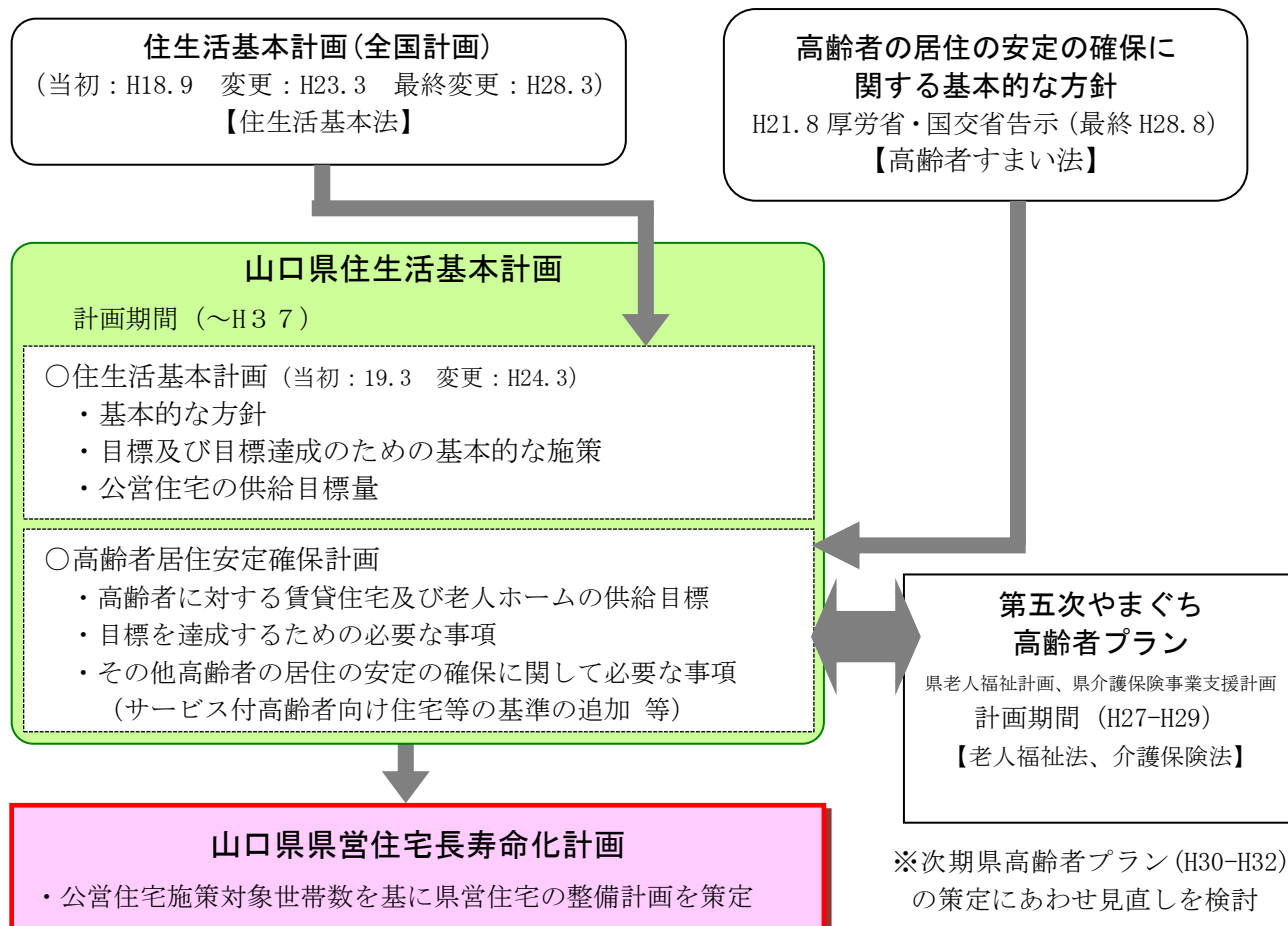 住生活基本計画(全国計画)
(当初：H18.9　変更：H23.3　最終変更：H28.3)
【住生活基本法】
高齢者の居住の安定の確保に
関する基本的な方針
H21.8 厚労省・国交省告示(最終 H28.8)
【高齢者すまい法】
山口県住生活基本計画
計画期間（～H３７）
○住生活基本計画（当初：19.3　変更：H24.3）
・基本的な方針
・目標及び目標達成のための基本的な施策
・公営住宅の供給目標量
○高齢者居住安定確保計画
・高齢者に対する賃貸住宅及び老人ホームの供給目標
・目標を達成するための必要な事項
・その他高齢者の居住の安定の確保に関して必要な事項
（サービス付高齢者向け住宅等の基準の追加 等）
第五次やまぐち
高齢者プラン
県老人福祉計画、県介護保険事業支援計画
計画期間（H27-H29）
【老人福祉法、介護保険法】
山口県県営住宅長寿命化計画
・公営住宅施策対象世帯数を基に県営住宅の整備計画を策定
※次期県高齢者プラン(H30-H32)
の策定にあわせ見直しを検討